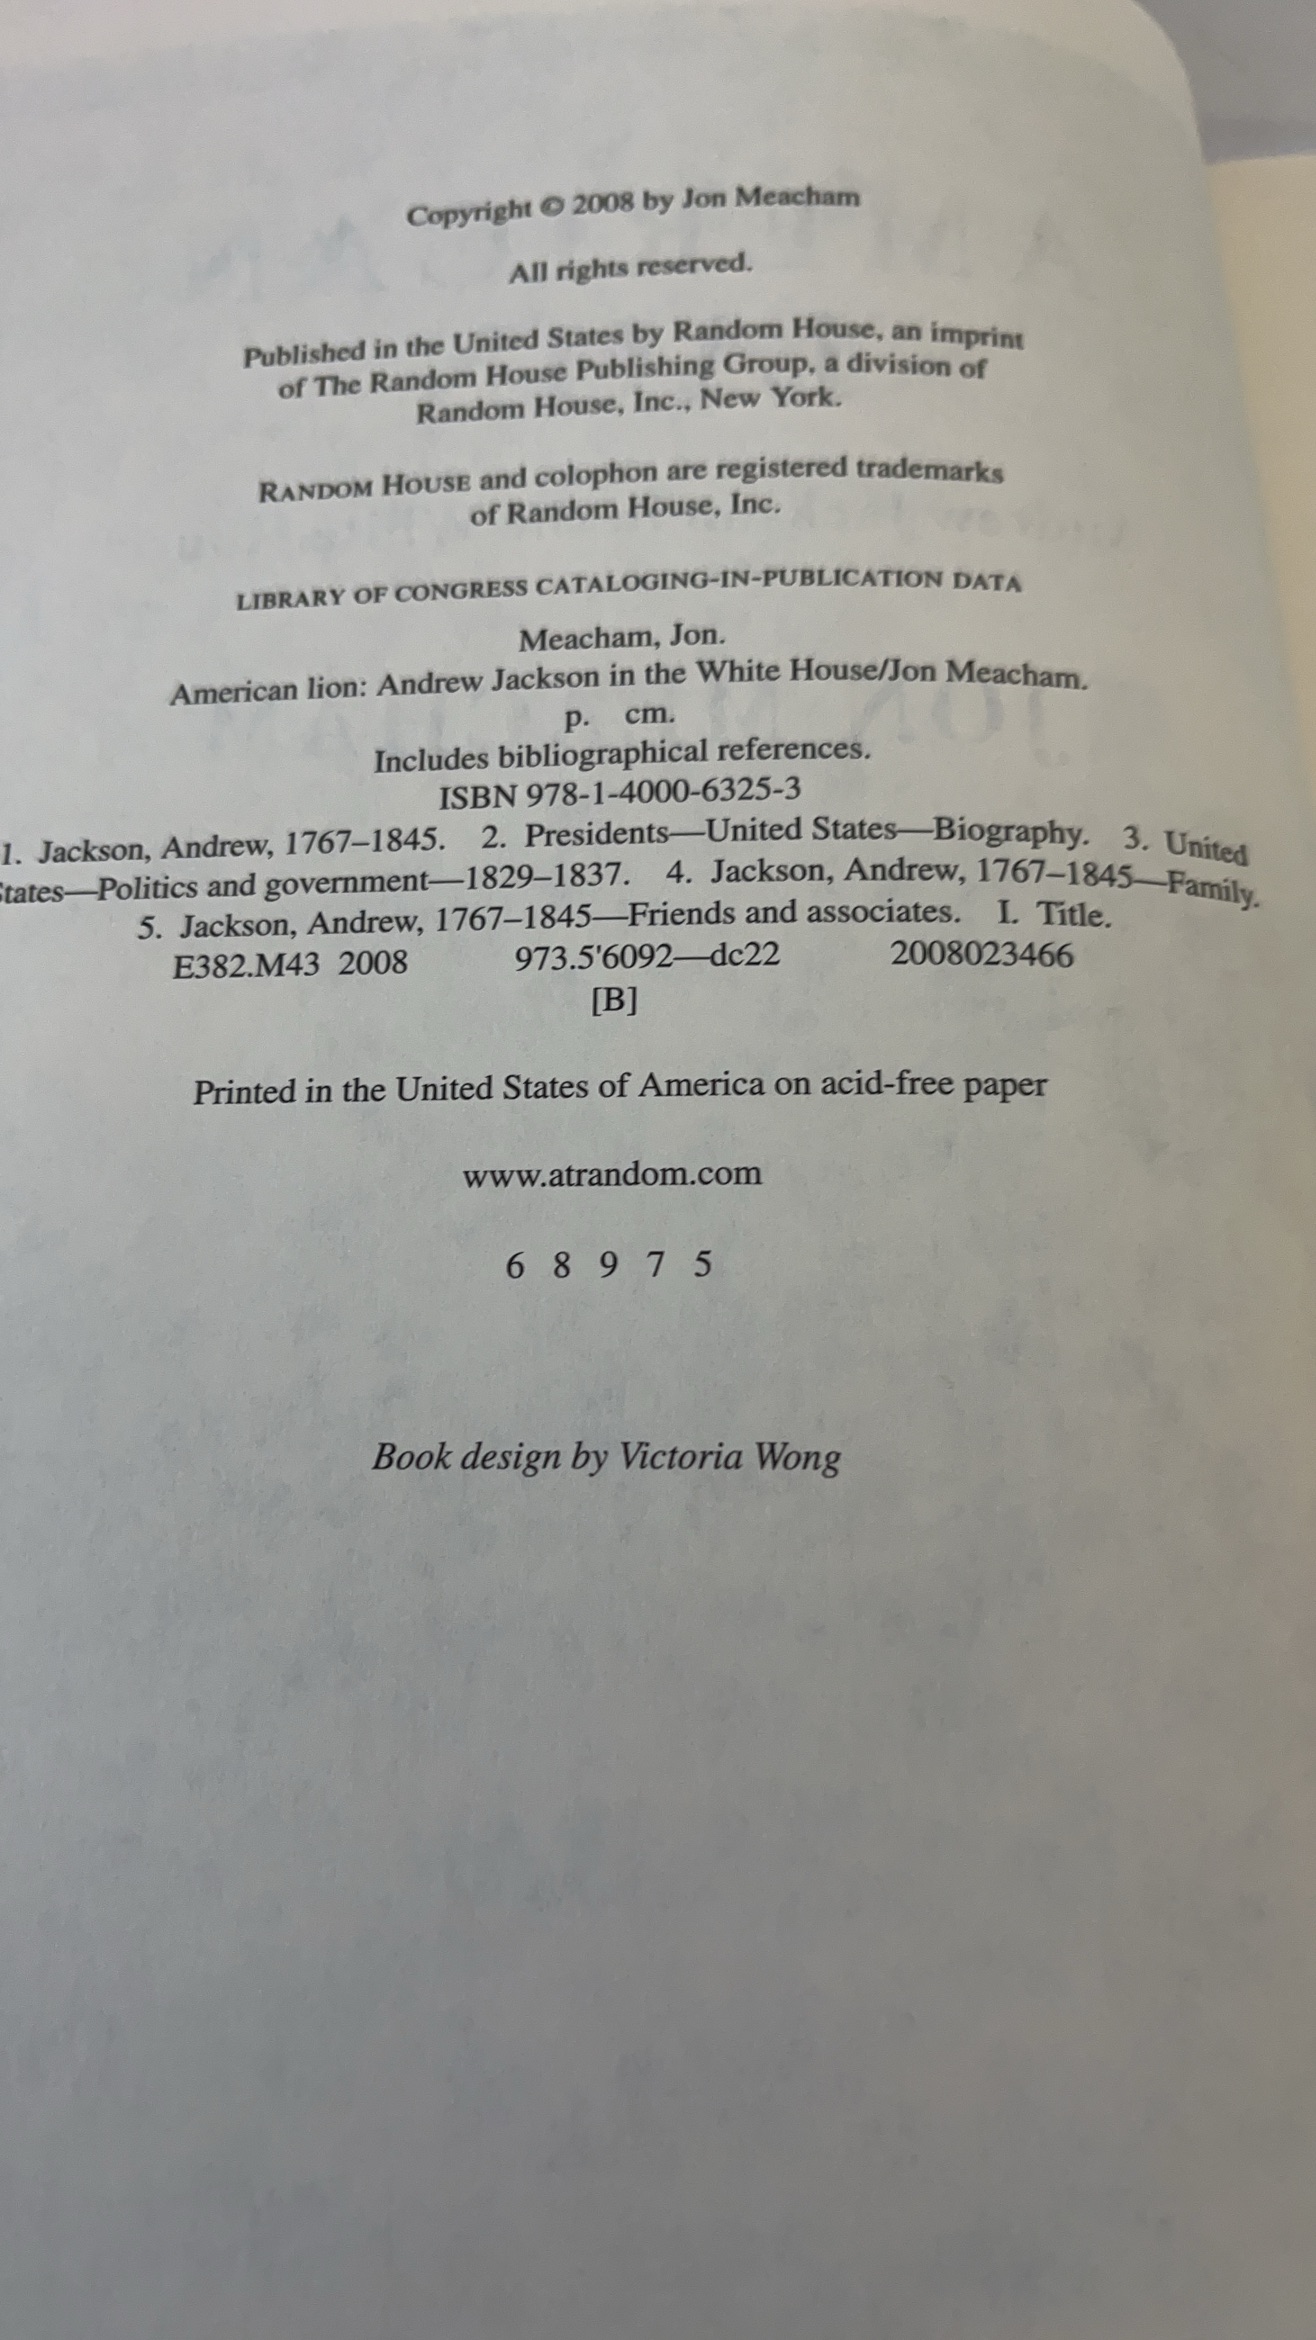 Copyright © 2008 by Jon Meacham
All rights reserved.
Published in the United States by Random House, an imprint
of The Random House Publishing Group, a division of
Random House, Inc., New York.
RANDOM HOUSE and colophon are registered trademarks
of Random House, Inc.
LIBRARY OF CONGRESS CATALOGING-IN-PUBLICATION DATA
Meacham, Jon.
American lion: Andrew Jackson in the White House/Jon Meacham.
p. cm.
Includes bibliographical references.
ISBN 978-1-4000-6325-3
1. Jackson, Andrew, 1767–1845. 2. Presidents—United States—Biography. 3. United
States—Politics and government—1829–1837. 4. Jackson, Andrew, 1767–1845—Family.
5. Jackson, Andrew, 1767–1845—Friends and associates. I. Title.
E382.M43 2008 973.5'6092—dc22 2008023466
[B]
Printed in the United States of America on acid-free paper
www.atrandom.com
6 8 9 7 5
Book design by Victoria Wong